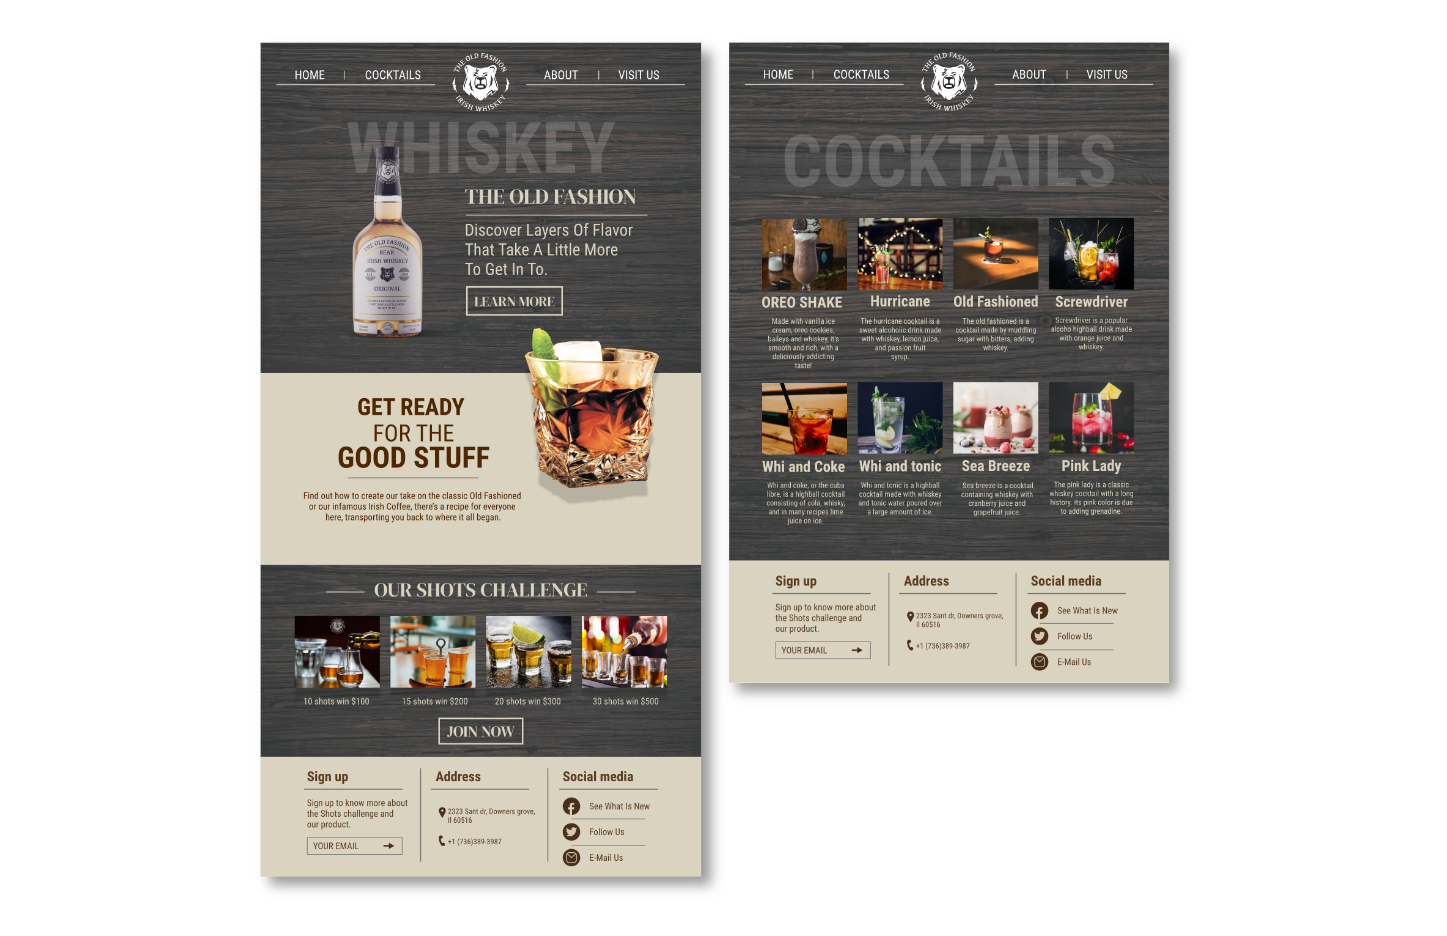 HOME | COCKTAILS
THE OLD FASHION
IRISH WHISKEY
ABOUT | VISIT US
WHISKEY
THE OLD FASHION
Discover Layers Of Flavor
That Take A Little More
To Get In To.
LEARN MORE
THE OLD FASHION
BEAR
IRISH WHISKEY
ORIGINAL
GET READY
FOR THE
GOOD STUFF
Find out how to create our take on the classic Old Fashioned
or our infamous Irish Coffee, there's a recipe for everyone
here, transporting you back to where it all began.
OUR SHOTS CHALLENGE
10 shots win $100
15 shots win $200
20 shots win $300
30 shots win $500
JOIN NOW
Sign up
Sign up to know more about
the Shots challenge and
our product.
YOUR EMAIL
Address
2323 Sant dr, Downers grove,
Il 60516
+1 (736)389-3987
Social media
See What Is New
Follow Us
E-Mail Us
HOME | COCKTAILS
THE OLD FASHION
IRISH WHISKEY
ABOUT | VISIT US
COCKTAILS
OREO SHAKE
Made with vanilla ice
cream, oreo cookies,
baileys and whiskey, it's
smooth and rich, with a
deliciously addicting
taste!
Hurricane
The hurricane cocktail is a
sweet alcoholic drink made
with whiskey, lemon juice,
and passion fruit
syrup.
Old Fashioned
The old fashioned is a
cocktail made by muddling
sugar with bitters, adding
whiskey.
Screwdriver
Screwdriver is a popular
alcoho highball drink made
with orange juice and
whiskey.
Whi and Coke
Whi and coke, or the cuba
libre, is a highball cocktail
consisting of cola, whisky,
and in many recipes lime
juice on ice.
Whi and tonic
Whi and tonic is a highball
cocktail made with whiskey
and tonic water poured over
a large amount of ice.
Sea Breeze
Sea breeze is a cocktail
containing whiskey with
cranberry juice and
grapefruit juice.
Pink Lady
The pink lady is a classic
whiskey cocktail with a long
history. its pink color is due
to adding grenadine.
Sign up
Sign up to know more about
the Shots challenge and
our product.
YOUR EMAIL
Address
2323 Sant dr, Downers grove,
Il 60516
+1 (736)389-3987
Social media
See What Is New
Follow Us
E-Mail Us